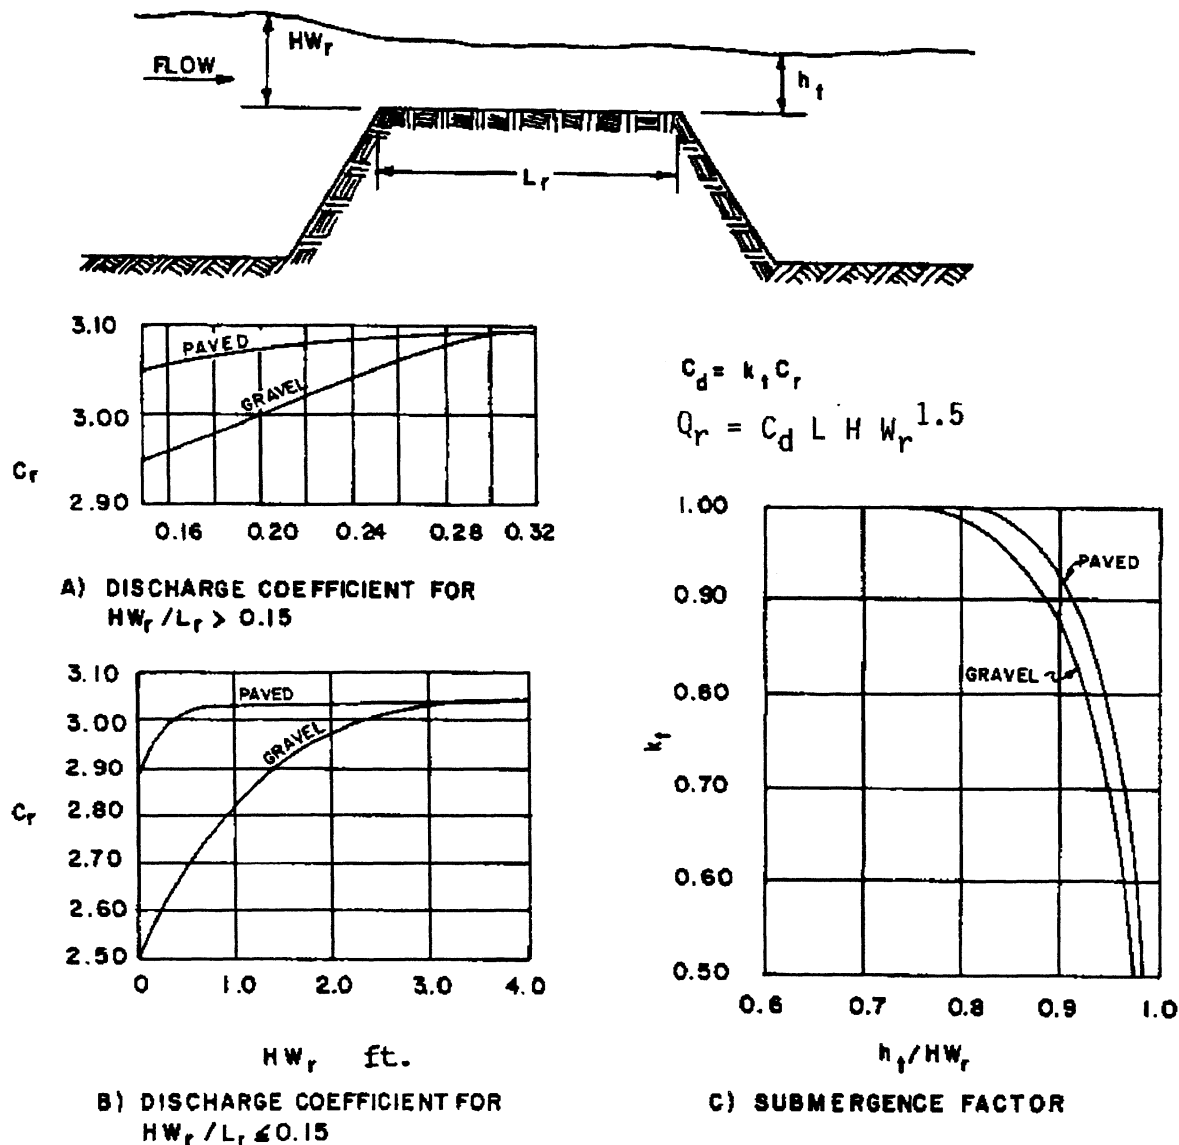 HWr
FLOW
ht
Lr
3.10
PAVED
GRAVEL
3.00
Cr
2.90
0.16 0.20 0.24 0.28 0.32
A) DISCHARGE COEFFICIENT FOR
HWr/Lr > 0.15
Cd = kt Cr
Qr = Cd L H Wr^1.5
3.10
PAVED
3.00
GRAVEL
2.90
Cr
2.80
2.70
2.60
2.50
0 1.0 2.0 3.0 4.0
HWr ft.
B) DISCHARGE COEFFICIENT FOR
HWr/Lr ≤ 0.15
1.00
PAVED
0.90
GRAVEL
0.80
kt
0.70
0.60
0.50
0.6 0.7 0.8 0.9 1.0
ht/HWr
C) SUBMERGENCE FACTOR